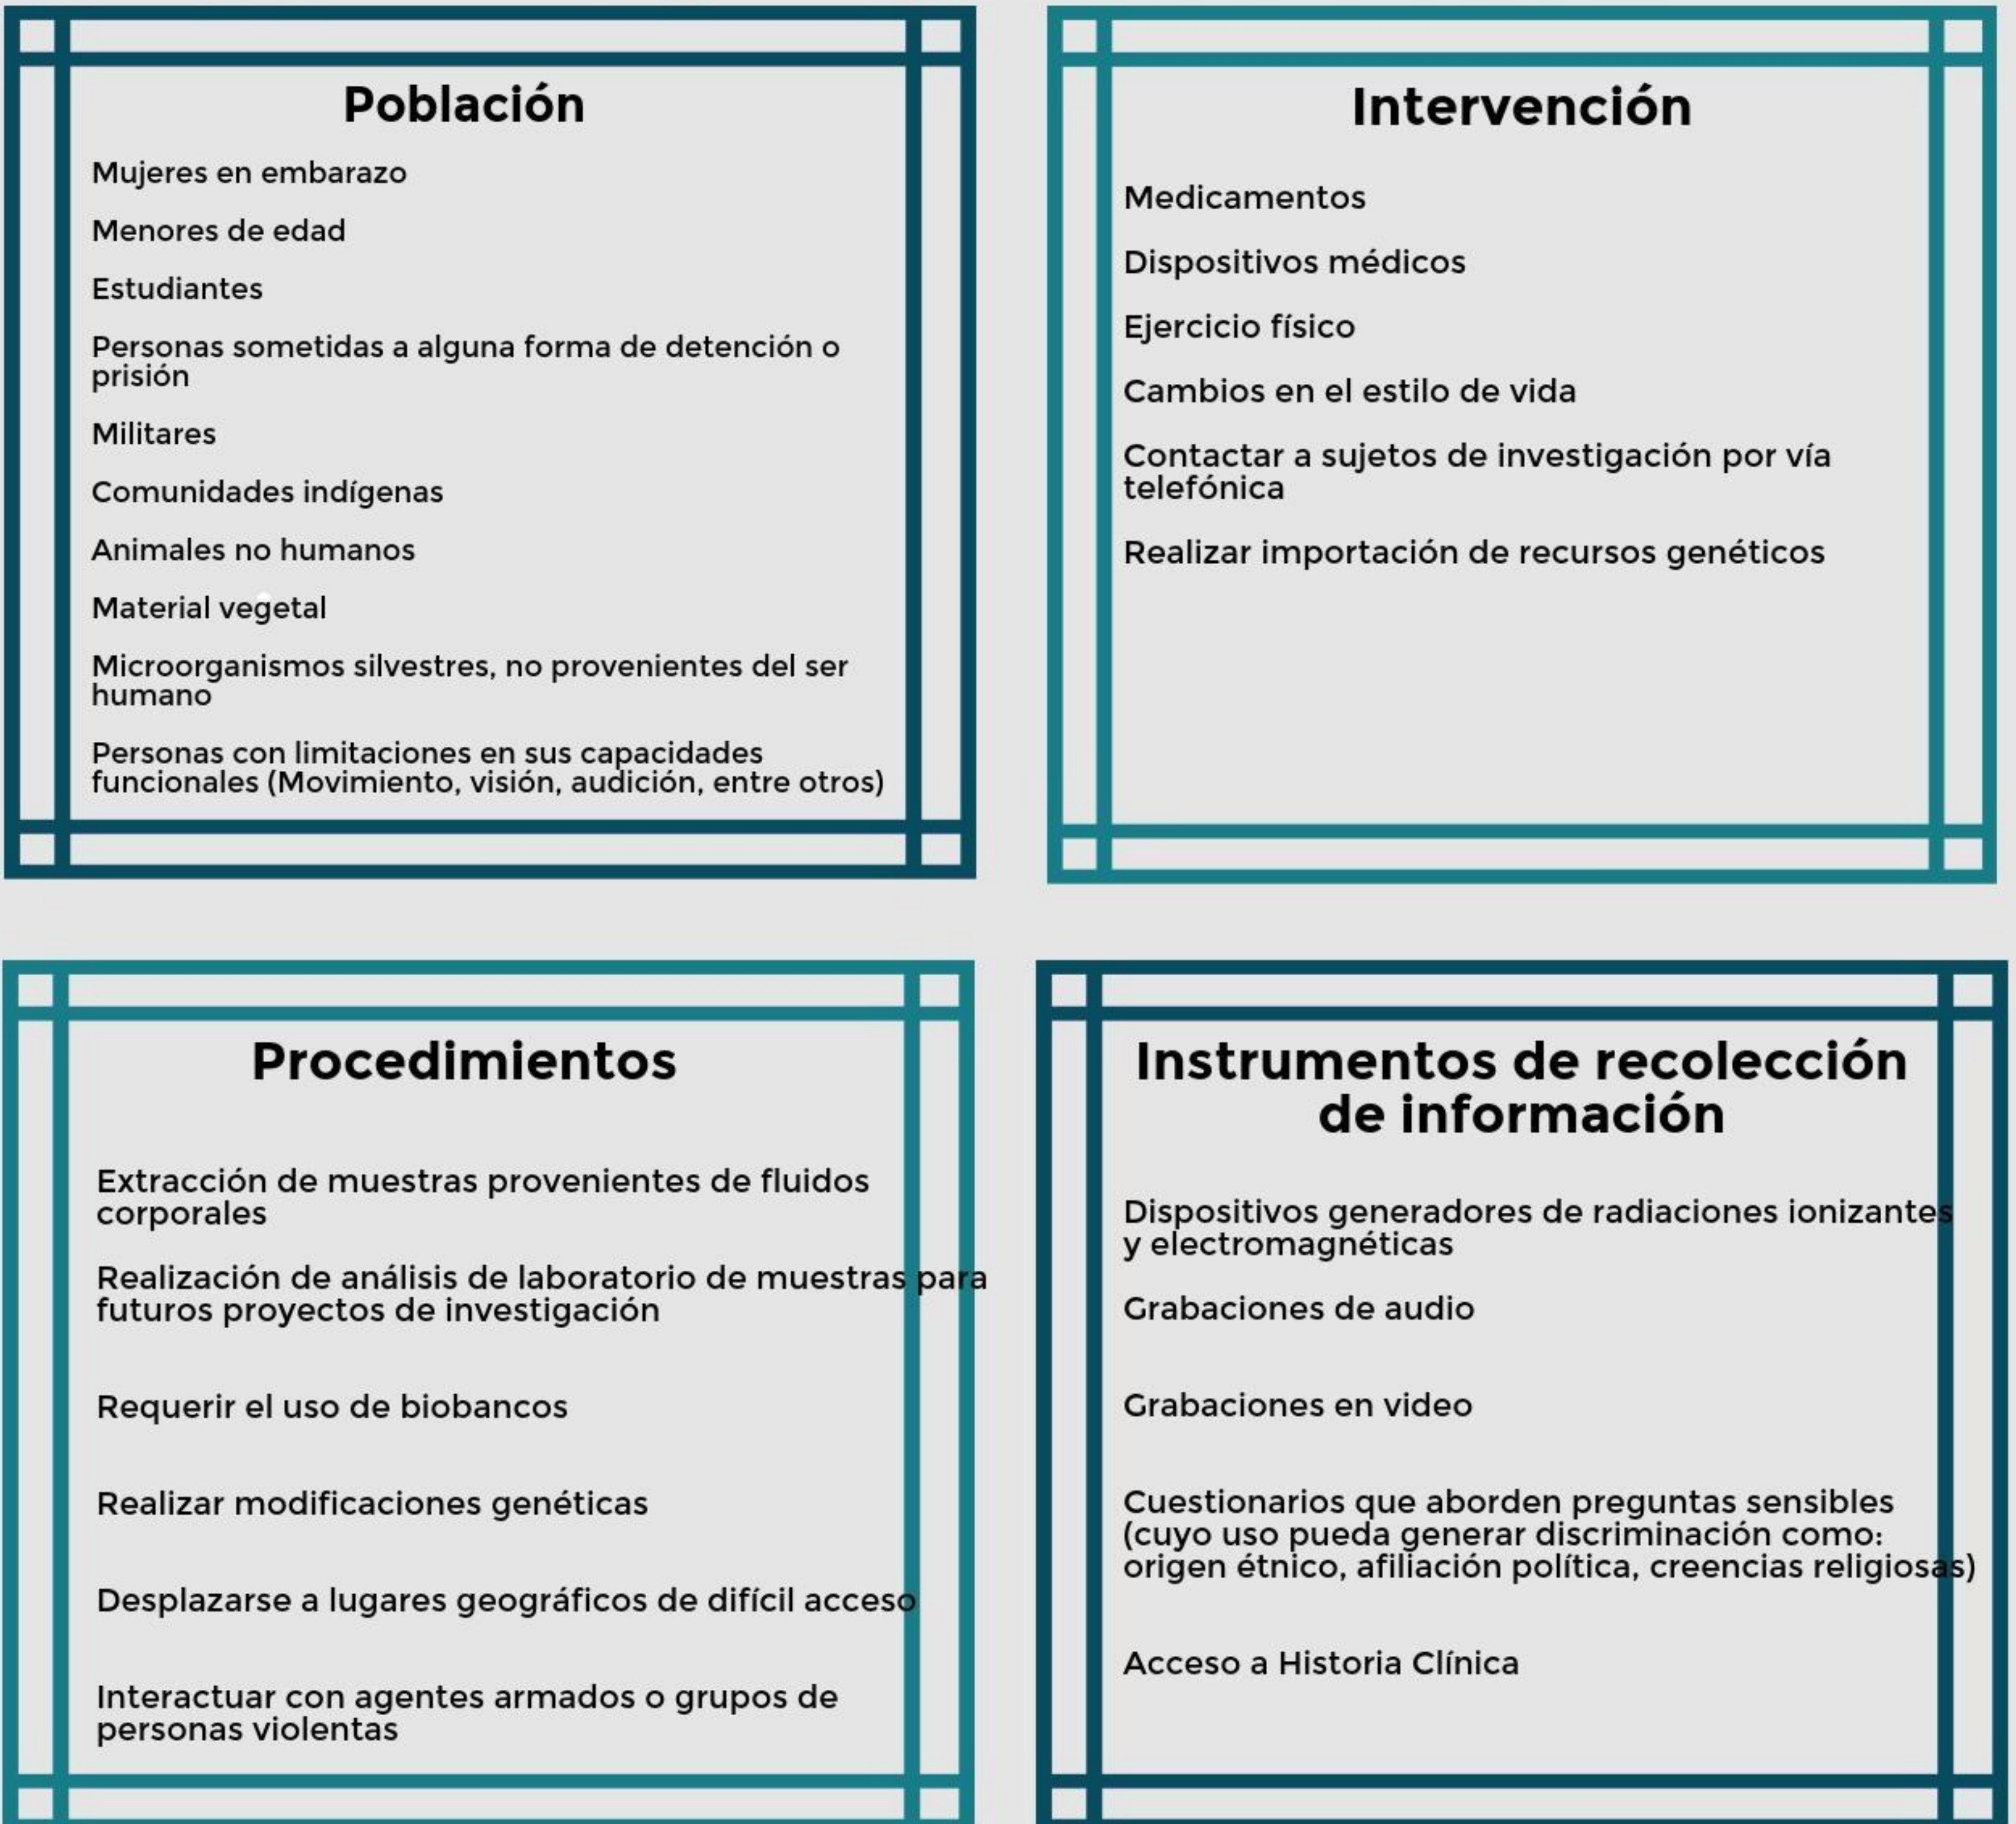 Población
Mujeres en embarazo
Menores de edad
Estudiantes
Personas sometidas a alguna forma de detención o
prisión
Militares
Comunidades indígenas
Animales no humanos
Material vegetal
Microorganismos silvestres, no provenientes del ser
humano
Personas con limitaciones en sus capacidades
funcionales (Movimiento, visión, audición, entre otros)
Intervención
Medicamentos
Dispositivos médicos
Ejercicio físico
Cambios en el estilo de vida
Contactar a sujetos de investigación por vía
telefónica
Realizar importación de recursos genéticos
Procedimientos
Extracción de muestras provenientes de fluidos
corporales
Realización de análisis de laboratorio de muestras para
futuros proyectos de investigación
Requerir el uso de biobancos
Realizar modificaciones genéticas
Desplazarse a lugares geográficos de difícil acceso
Interactuar con agentes armados o grupos de
personas violentas
Instrumentos de recolección
de información
Dispositivos generadores de radiaciones ionizantes
y electromagnéticas
Grabaciones de audio
Grabaciones en video
Cuestionarios que aborden preguntas sensibles
(cuyo uso pueda generar discriminación como:
origen étnico, afiliación política, creencias religiosas)
Acceso a Historia Clínica